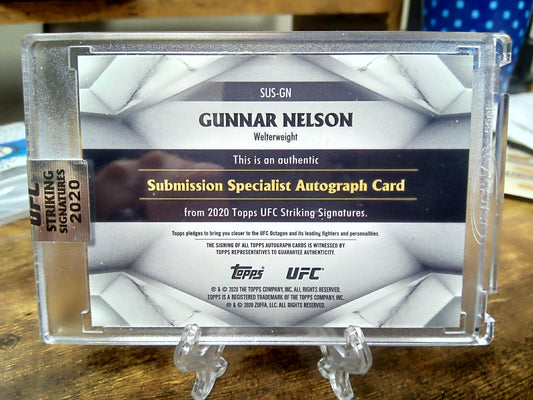 SUS-GN
GUNNAR NELSON
Welterweight
This is an authentic
Submission Specialist Autograph Card
from 2020 Topps UFC Striking Signatures.
Topps pledges to bring you closer to the UFC Octagon and its leading fighters and personalities.
THE SIGNING OF ALL TOPPS AUTOGRAPH CARDS IS WITNESSED BY
TOPPS REPRESENTATIVES TO GUARANTEE AUTHENTICITY.
Topps UFC
® & © 2020 THE TOPPS COMPANY, INC. ALL RIGHTS RESERVED.
TOPPS IS A REGISTERED TRADEMARK OF THE TOPPS COMPANY, INC.
® & © 2020 ZUFFA, LLC. ALL RIGHTS RESERVED.
UFC
STRIKING
SIGNATURES
2020